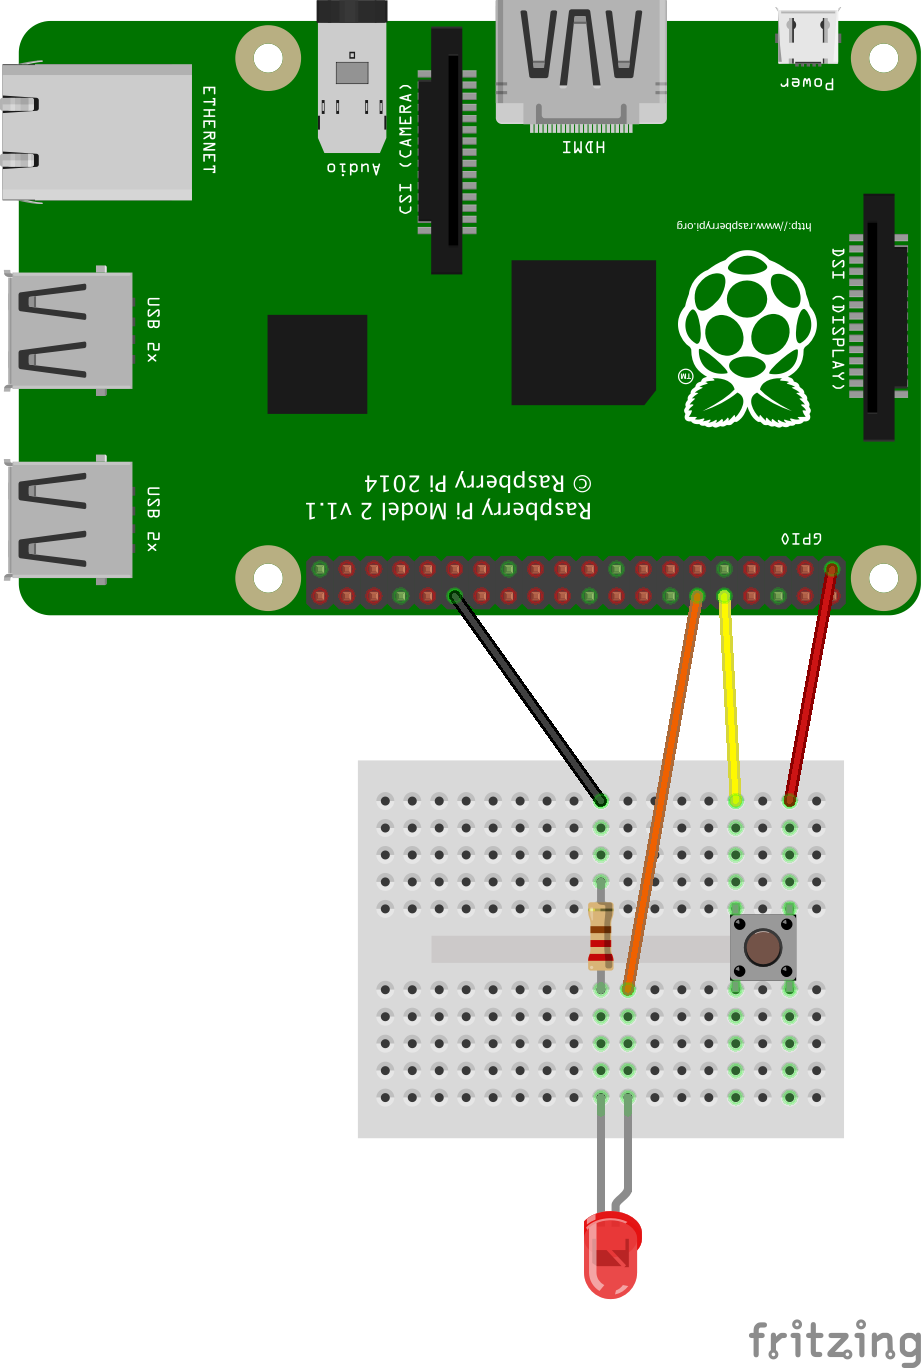 Power
ETHERNET
CSI (CAMERA)
HDMI
Audio
http://www.raspberrypi.org
DSI (DISPLAY)
USB 2x
TM
© Raspberry Pi 2014
Raspberry Pi Model 2 v1.1
USB 2x
GPIO
fritzing